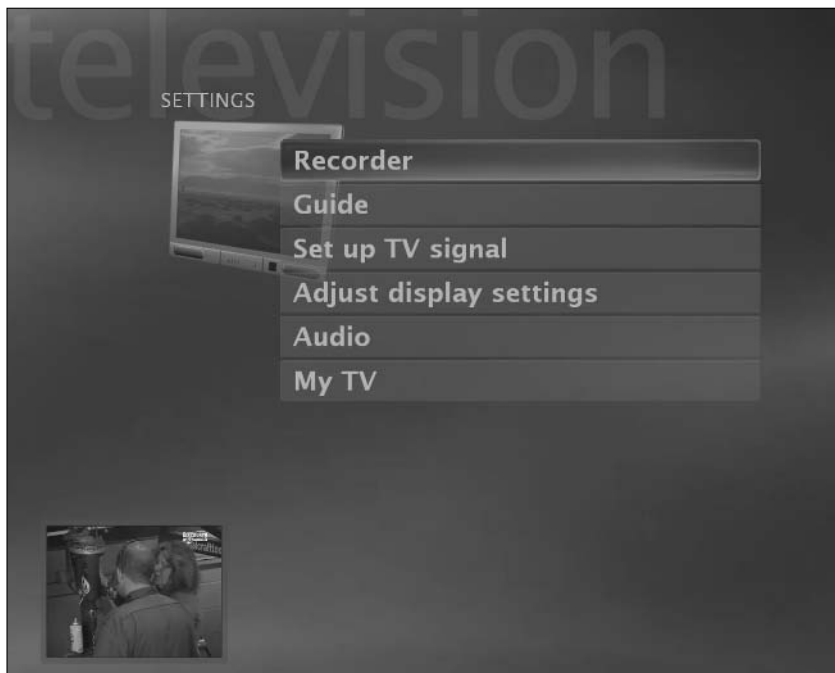 television
SETTINGS
Recorder
Guide
Set up TV signal
Adjust display settings
Audio
My TV